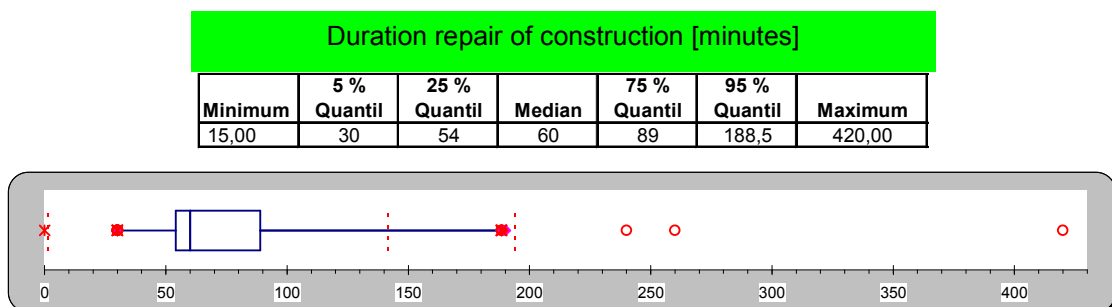 Duration repair of construction [minutes]
5 % 25 % 75 % 95 %
Minimum Quantil Quantil Median Quantil Quantil Maximum
15,00 30 54 60 89 188,5 420,00
0 50 100 150 200 250 300 350 400